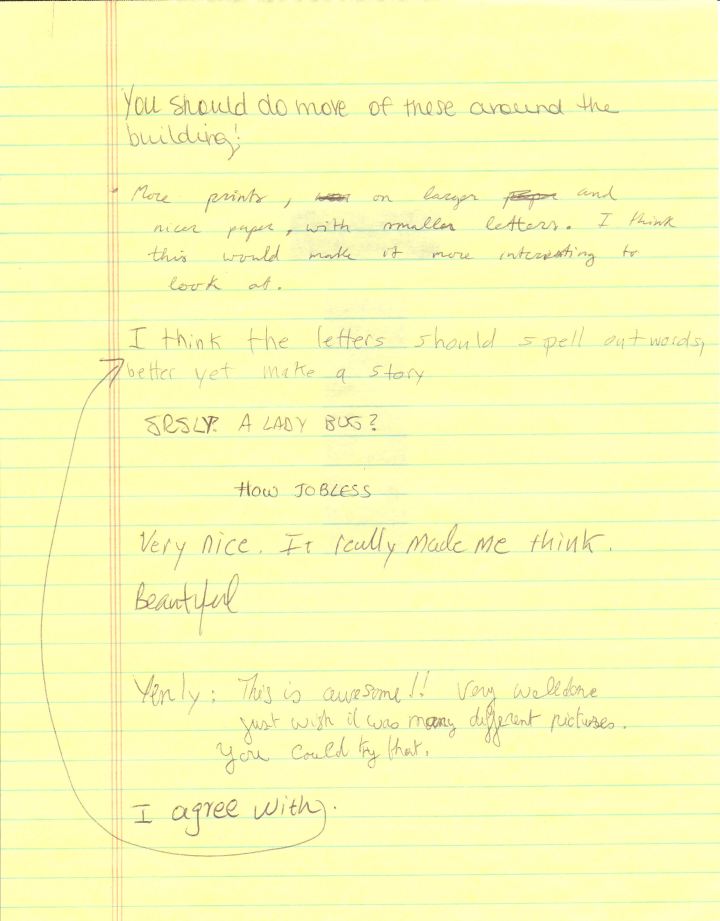 You should do more of these around the
building!
More prints, on larger and
nicer paper, with smaller letters. I think
this would make it more interesting to
look at.
I think the letters should spell out words,
better yet make a story
SRSLY? A LADY BUG?
HOW JOBLESS
Very nice. It really made me think.
Beautiful
Yenly: This is awesome!! Very welldone
just wish it was many different pictures.
You could try that.
I agree with.